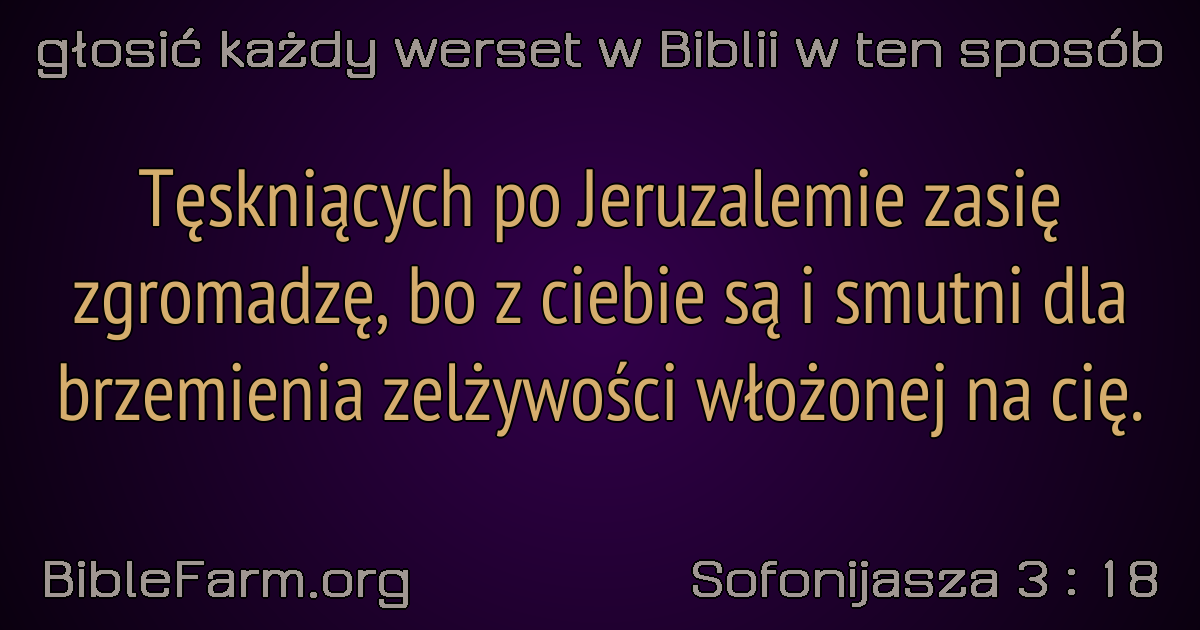 głosić każdy werset w Biblii w ten sposób
Tęskniących po Jeruzalemie zasię
zgromadzę, bo z ciebie są i smutni dla
brzemienia zelżywości włożonej na cię.
BibleFarm.org
Sofonijasza 3 : 18